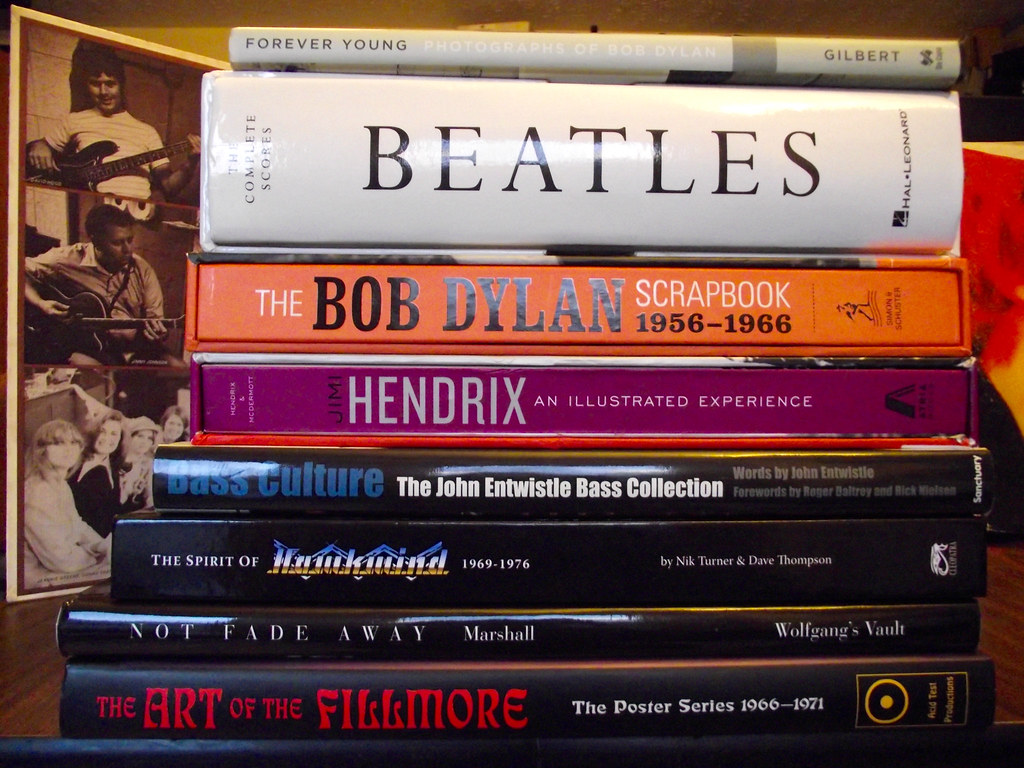 FOREVER YOUNG PHOTOGRAPHS OF BOB DYLAN GILBERT
THE COMPLETE SCORES
BEATLES
HAL•LEONARD
THE BOB DYLAN SCRAPBOOK
1956–1966
SIMON & SCHUSTER
HENDRIX & MCDERMOTT
JIMI HENDRIX AN ILLUSTRATED EXPERIENCE
ATRIA
Bass Culture The John Entwistle Bass Collection
Words by John Entwistle
Forewords by Roger Daltrey and Rick Nielsen
Sanctuary
THE SPIRIT OF Hawkwind 1969-1976 by Nik Turner & Dave Thompson
CLEOPATRA
NOT FADE AWAY Marshall Wolfgang's Vault
THE ART OF THE FILLMORE The Poster Series 1966–1971
Acid Test Productions